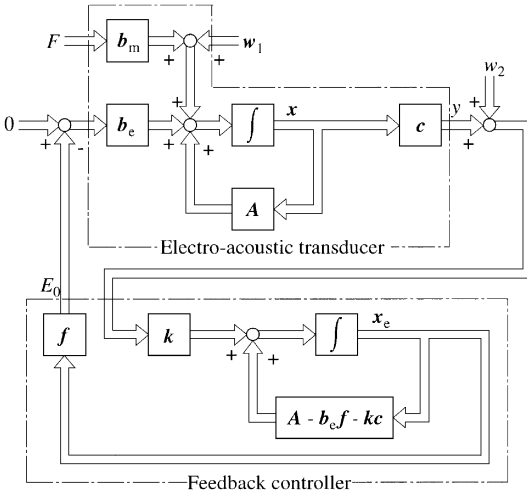 F
b_m
w_1
+
+
w_2
+
x
y
+
0
b_e
∫
c
+
-
+
+
+
A
Electro-acoustic transducer
E_0
x_e
f
k
∫
+
+
A - b_e f - kc
Feedback controller